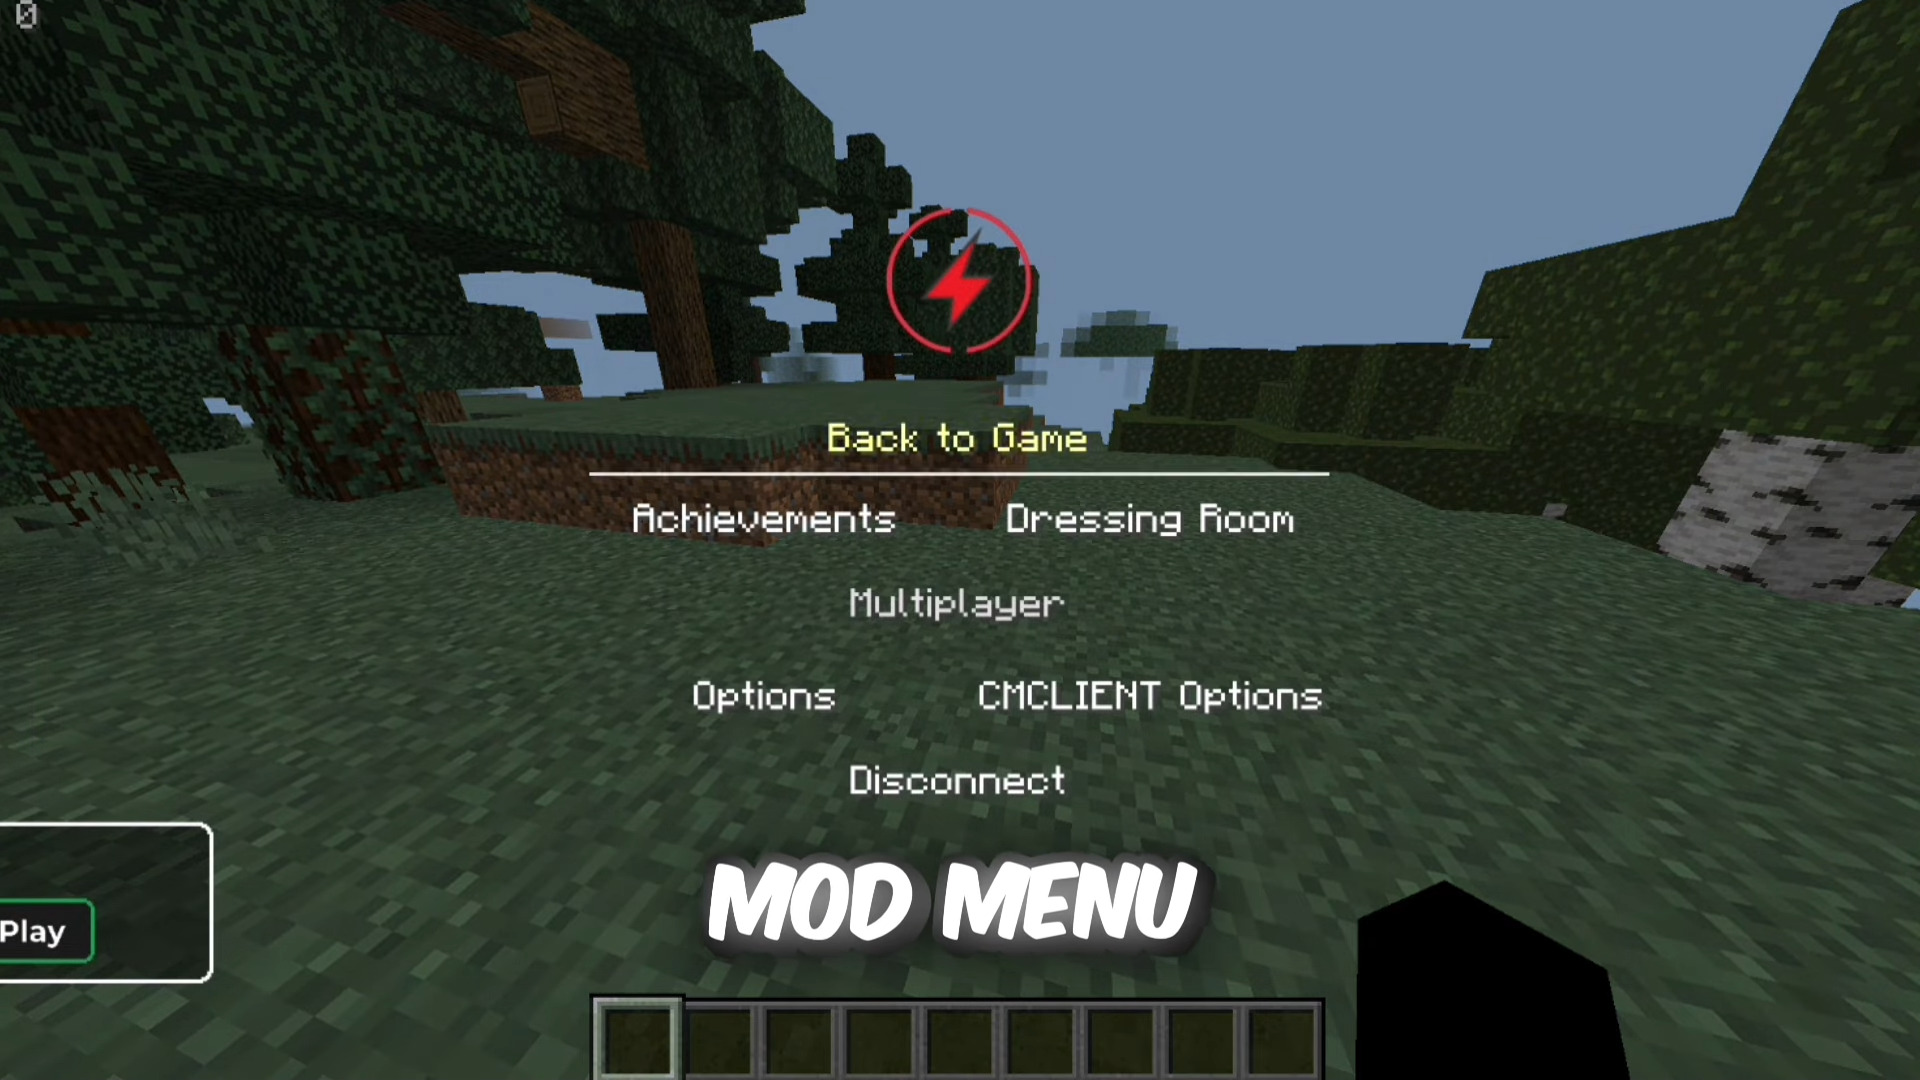 0
Back to Game
Achievements Dressing Room
Multiplayer
Options CMCLIENT Options
Disconnect
MOD MENU
Play